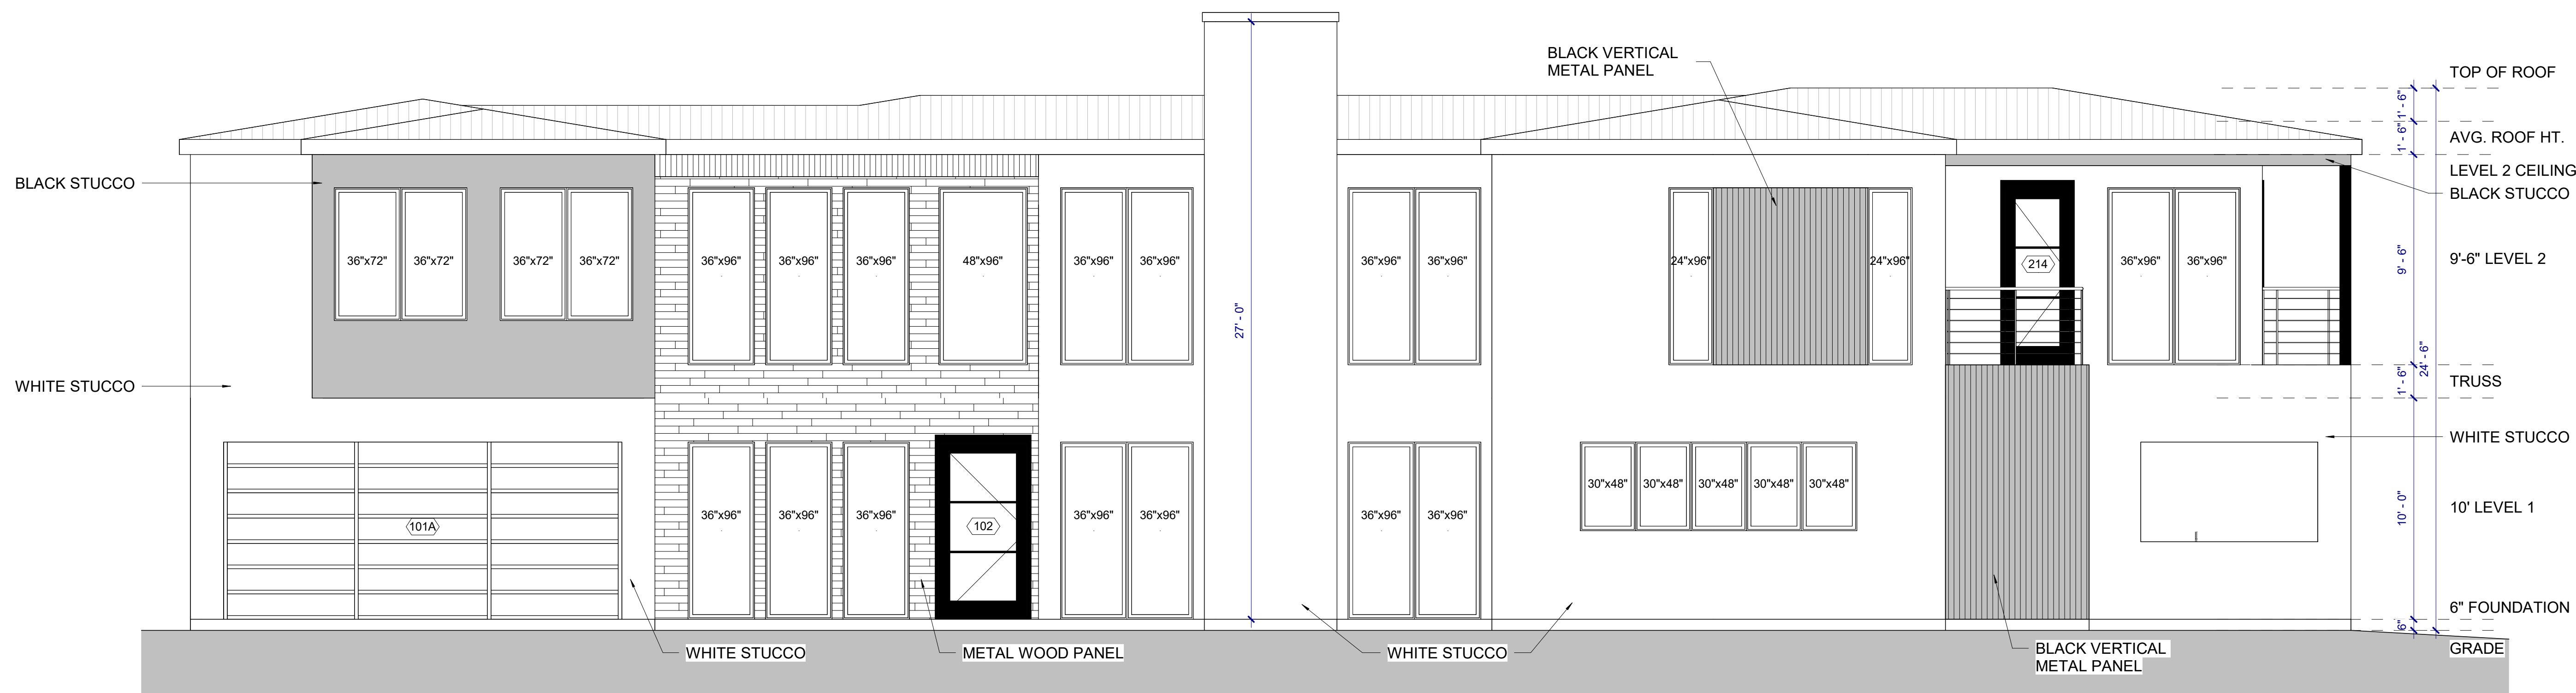 BLACK VERTICAL
METAL PANEL
TOP OF ROOF
1' - 6"
AVG. ROOF HT.
1' - 6"
LEVEL 2 CEILING
BLACK STUCCO
BLACK STUCCO
36"x72"
36"x72"
36"x72"
36"x72"
36"x96"
36"x96"
36"x96"
48"x96"
36"x96"
36"x96"
36"x96"
36"x96"
24"x96"
24"x96"
214
36"x96"
36"x96"
9' - 6"
9'-6" LEVEL 2
27' - 0"
24' - 6"
WHITE STUCCO
1' - 6"
TRUSS
WHITE STUCCO
30"x48"
30"x48"
30"x48"
30"x48"
30"x48"
101A
36"x96"
36"x96"
36"x96"
102
36"x96"
36"x96"
36"x96"
36"x96"
10' - 0"
10' LEVEL 1
6" FOUNDATION
6"
GRADE
WHITE STUCCO
METAL WOOD PANEL
WHITE STUCCO
BLACK VERTICAL
METAL PANEL